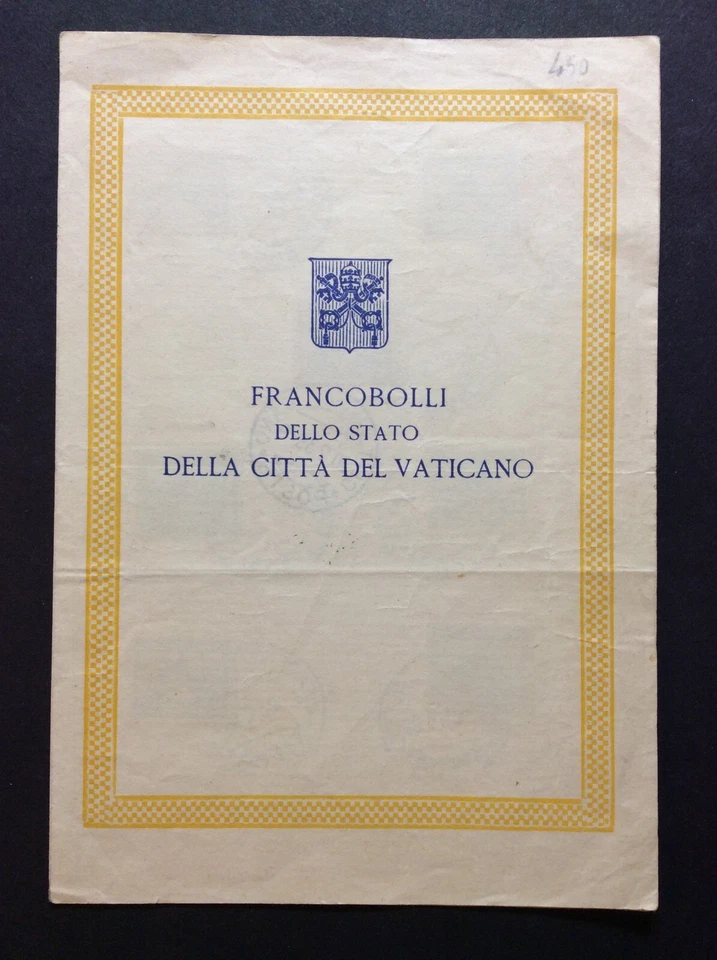 450
FRANCOBOLLI
DELLO STATO
DELLA CITTÀ DEL VATICANO